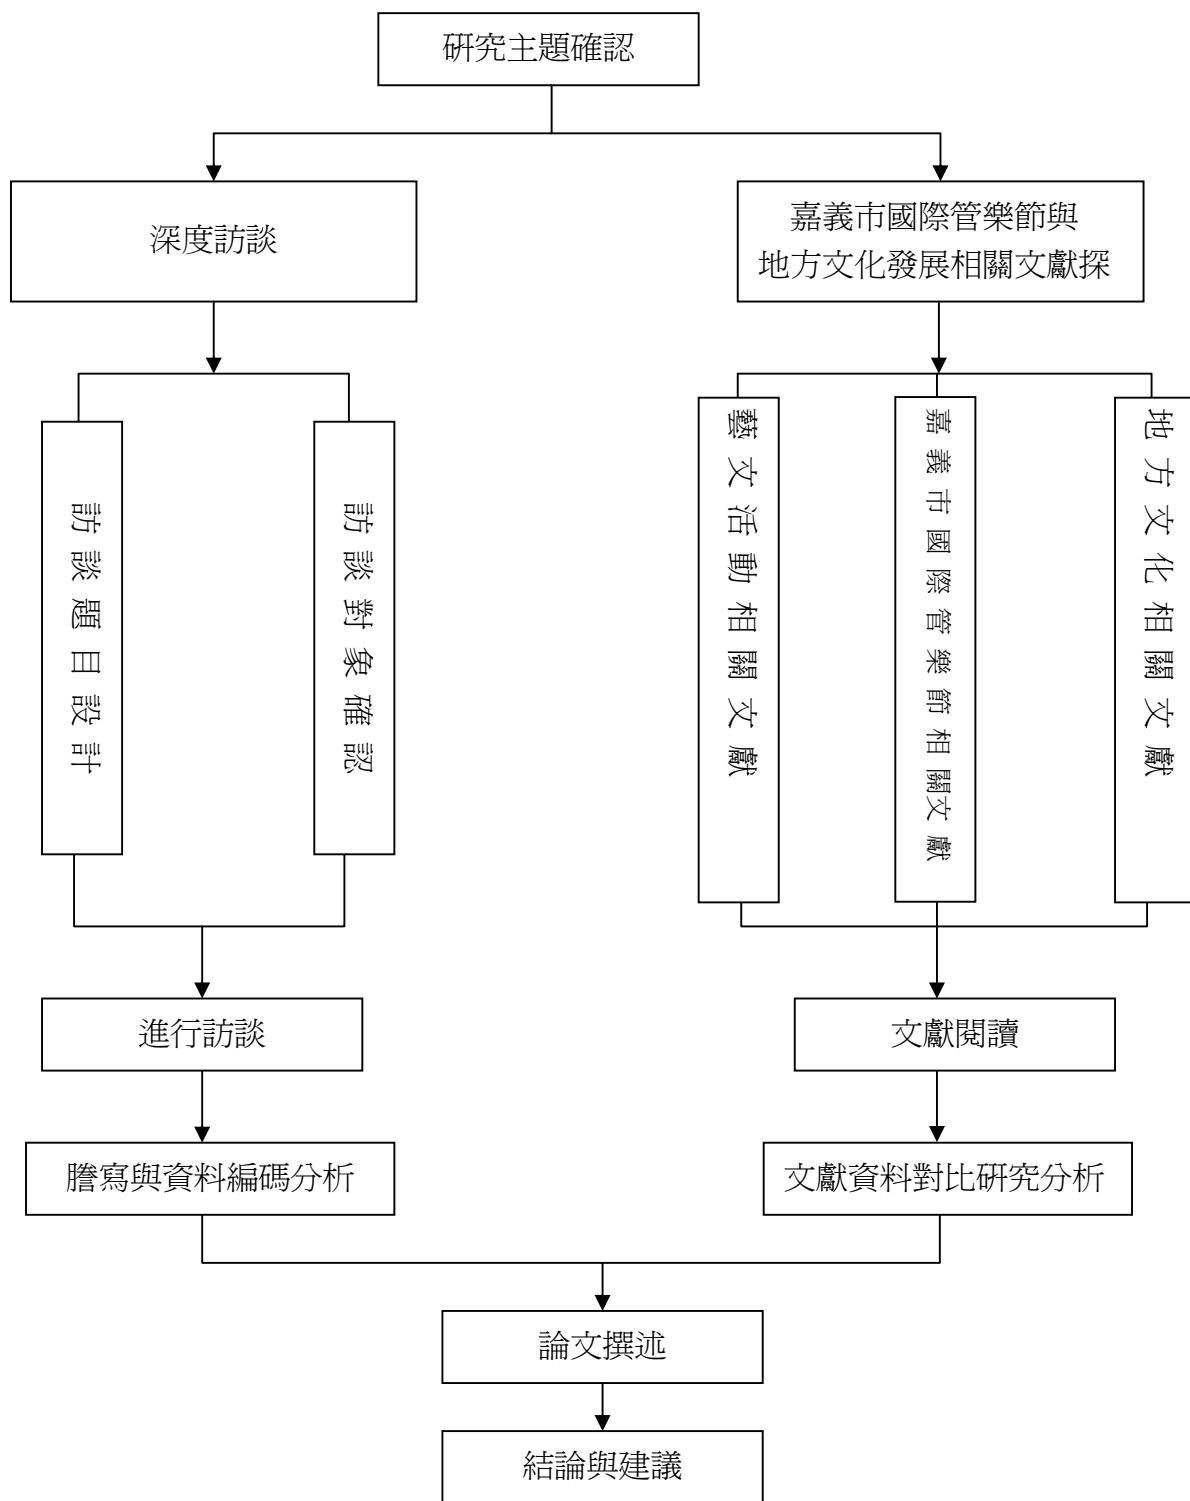 研究主題確認
深度訪談
嘉義市國際管樂節與
地方文化發展相關文獻探
訪談題目設計
訪談對象確認
藝文活動相關文獻
嘉義市國際管樂節相關文獻
地方文化相關文獻
進行訪談
文獻閱讀
謄寫與資料編碼分析
文獻資料對比研究分析
論文撰述
結論與建議